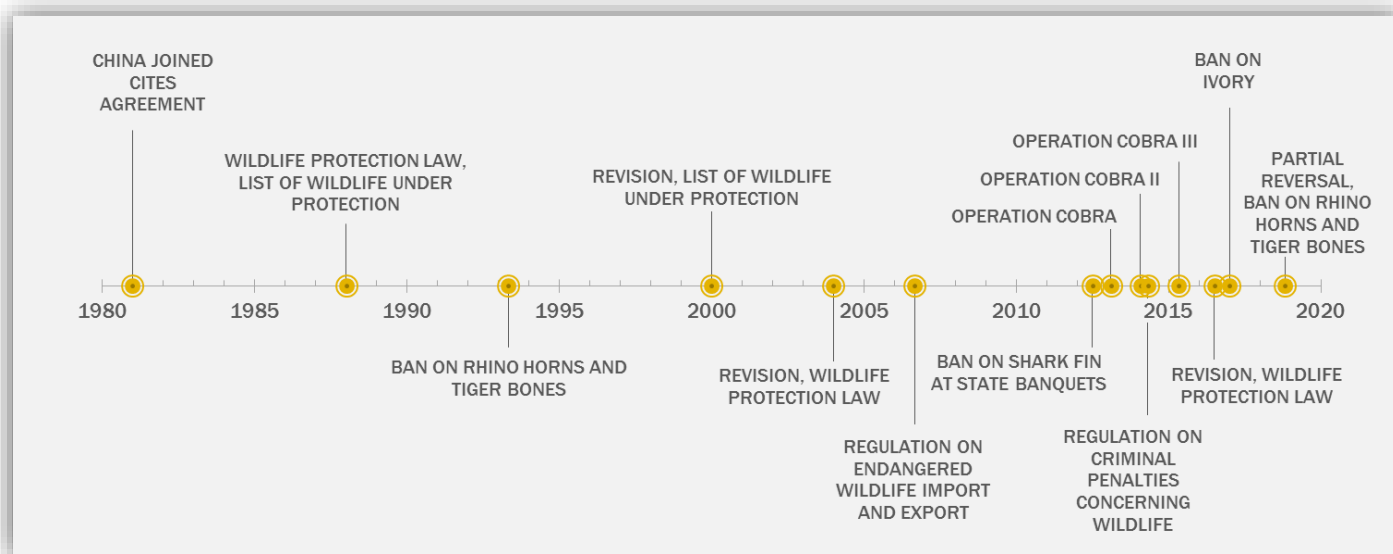 CHINA JOINED
CITES
AGREEMENT
WILDLIFE PROTECTION LAW,
LIST OF WILDLIFE UNDER
PROTECTION
REVISION, LIST OF WILDLIFE
UNDER PROTECTION
OPERATION COBRA
OPERATION COBRA II
OPERATION COBRA III
BAN ON
IVORY
PARTIAL
REVERSAL,
BAN ON RHINO
HORNS AND
TIGER BONES
1980
1985
1990
1995
2000
2005
2010
2015
2020
BAN ON RHINO HORNS AND
TIGER BONES
REVISION, WILDLIFE
PROTECTION LAW
REGULATION ON
ENDANGERED
WILDLIFE IMPORT
AND EXPORT
BAN ON SHARK FIN
AT STATE BANQUETS
REGULATION ON
CRIMINAL
PENALTIES
CONCERNING
WILDLIFE
REVISION, WILDLIFE
PROTECTION LAW